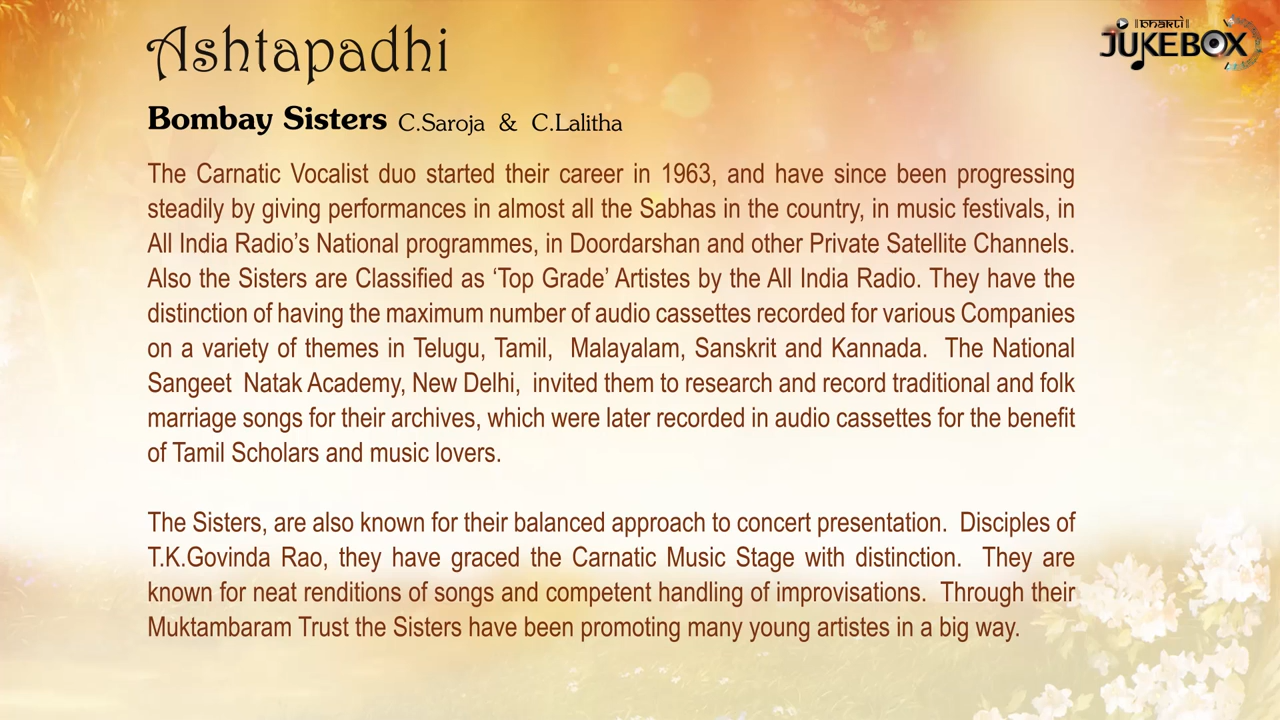 Ashtapadhi
॥bhakti॥
JUKEBOX
Bombay Sisters C.Saroja & C.Lalitha
The Carnatic Vocalist duo started their career in 1963, and have since been progressing
steadily by giving performances in almost all the Sabhas in the country, in music festivals, in
All India Radio’s National programmes, in Doordarshan and other Private Satellite Channels.
Also the Sisters are Classified as ‘Top Grade’ Artistes by the All India Radio. They have the
distinction of having the maximum number of audio cassettes recorded for various Companies
on a variety of themes in Telugu, Tamil, Malayalam, Sanskrit and Kannada. The National
Sangeet Natak Academy, New Delhi, invited them to research and record traditional and folk
marriage songs for their archives, which were later recorded in audio cassettes for the benefit
of Tamil Scholars and music lovers.
The Sisters, are also known for their balanced approach to concert presentation. Disciples of
T.K.Govinda Rao, they have graced the Carnatic Music Stage with distinction. They are
known for neat renditions of songs and competent handling of improvisations. Through their
Muktambaram Trust the Sisters have been promoting many young artistes in a big way.